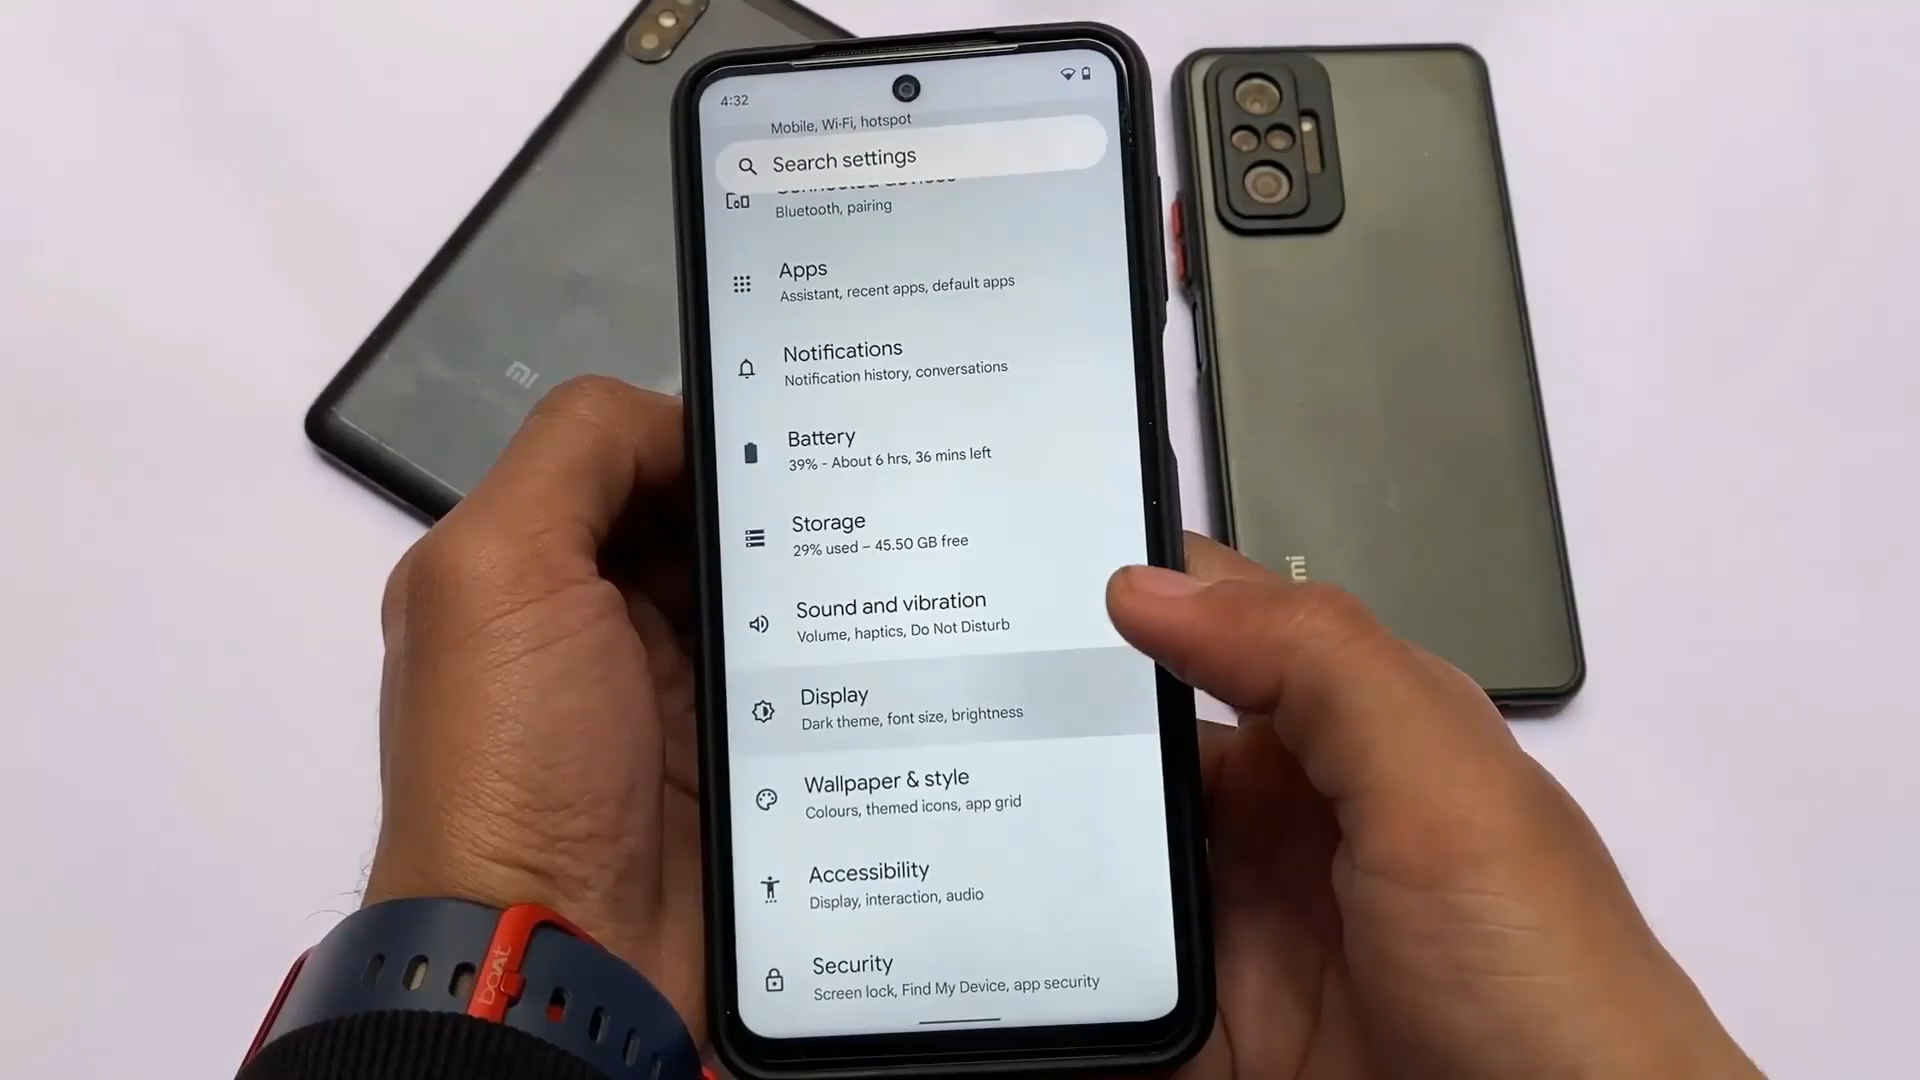 4:32
Mobile, Wi-Fi, hotspot
Search settings
Connected devices
Bluetooth, pairing
Apps
Assistant, recent apps, default apps
Notifications
Notification history, conversations
Battery
39% - About 6 hrs, 36 mins left
Storage
29% used – 45.50 GB free
Sound and vibration
Volume, haptics, Do Not Disturb
Display
Dark theme, font size, brightness
Wallpaper & style
Colours, themed icons, app grid
Accessibility
Display, interaction, audio
Security
Screen lock, Find My Device, app security
mi
mi
boAt